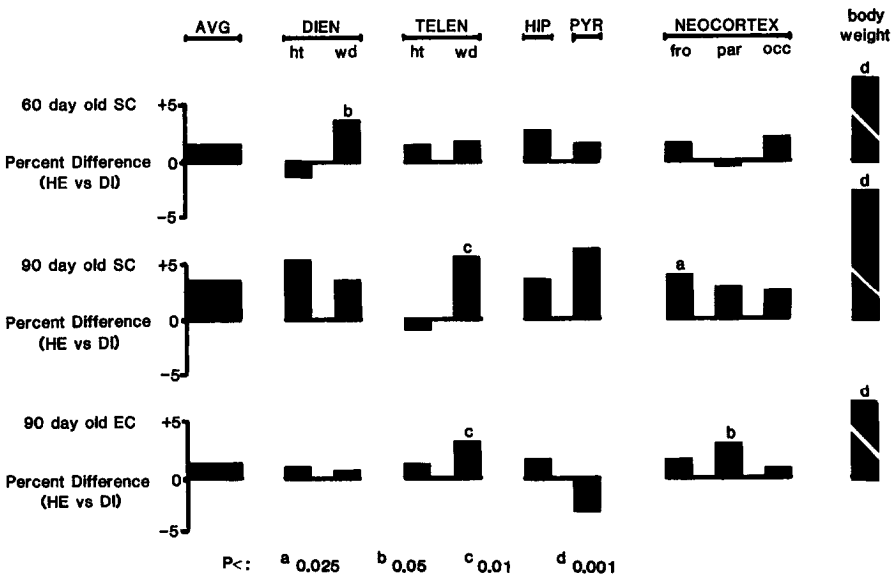 AVG DIEN TELEN HIP PYR NEOCORTEX body weight
ht wd ht wd fro par occ
d
60 day old SC +5 b
Percent Difference 0
(HE vs DI)
-5
d
90 day old SC +5 c a
Percent Difference 0
(HE vs DI)
-5
d
90 day old EC +5 c b
Percent Difference 0
(HE vs DI)
-5
P<: a 0.025 b 0.05 c 0.01 d 0.001